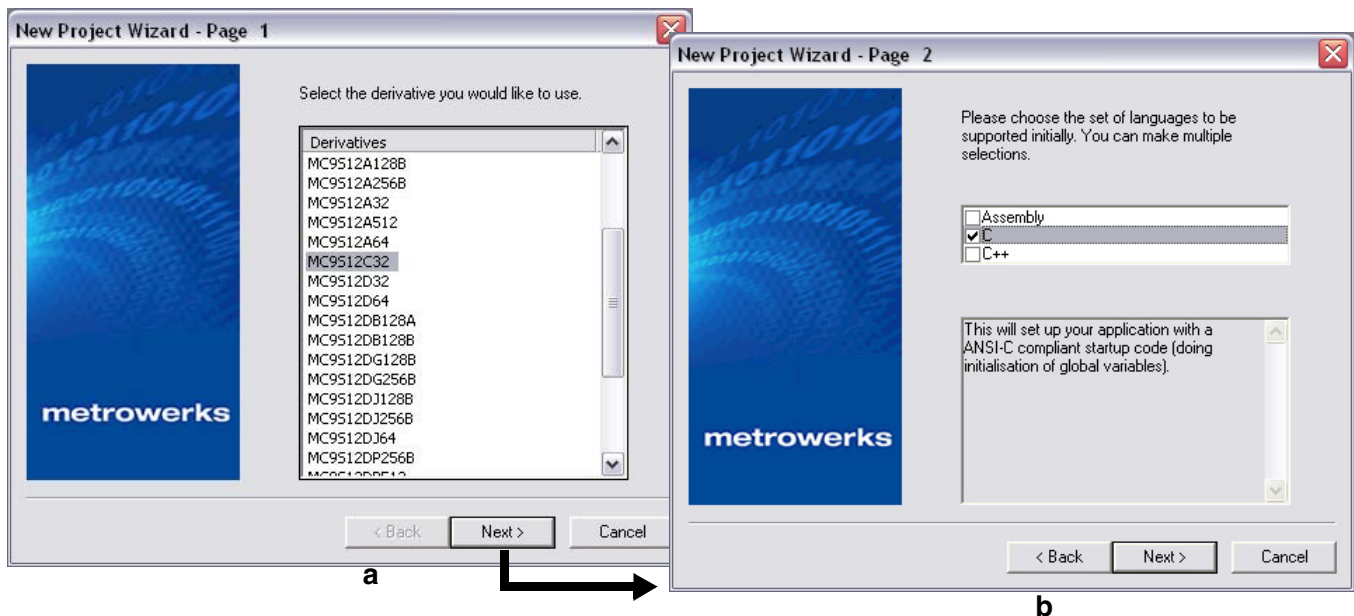 New Project Wizard - Page 1
Select the derivative you would like to use.
Derivatives
MC9S12A128B
MC9S12A256B
MC9S12A32
MC9S12A512
MC9S12A64
MC9S12C32
MC9S12D32
MC9S12D64
MC9S12DB128A
MC9S12DB128B
MC9S12DG128B
MC9S12DG256B
MC9S12DJ128B
MC9S12DJ256B
MC9S12DJ64
MC9S12DP256B
metrowerks
< Back
Next >
Cancel
a
New Project Wizard - Page 2
Please choose the set of languages to be
supported initially. You can make multiple
selections.
Assembly
C
C++
This will set up your application with a
ANSI-C compliant startup code (doing
initialisation of global variables).
metrowerks
< Back
Next >
Cancel
b